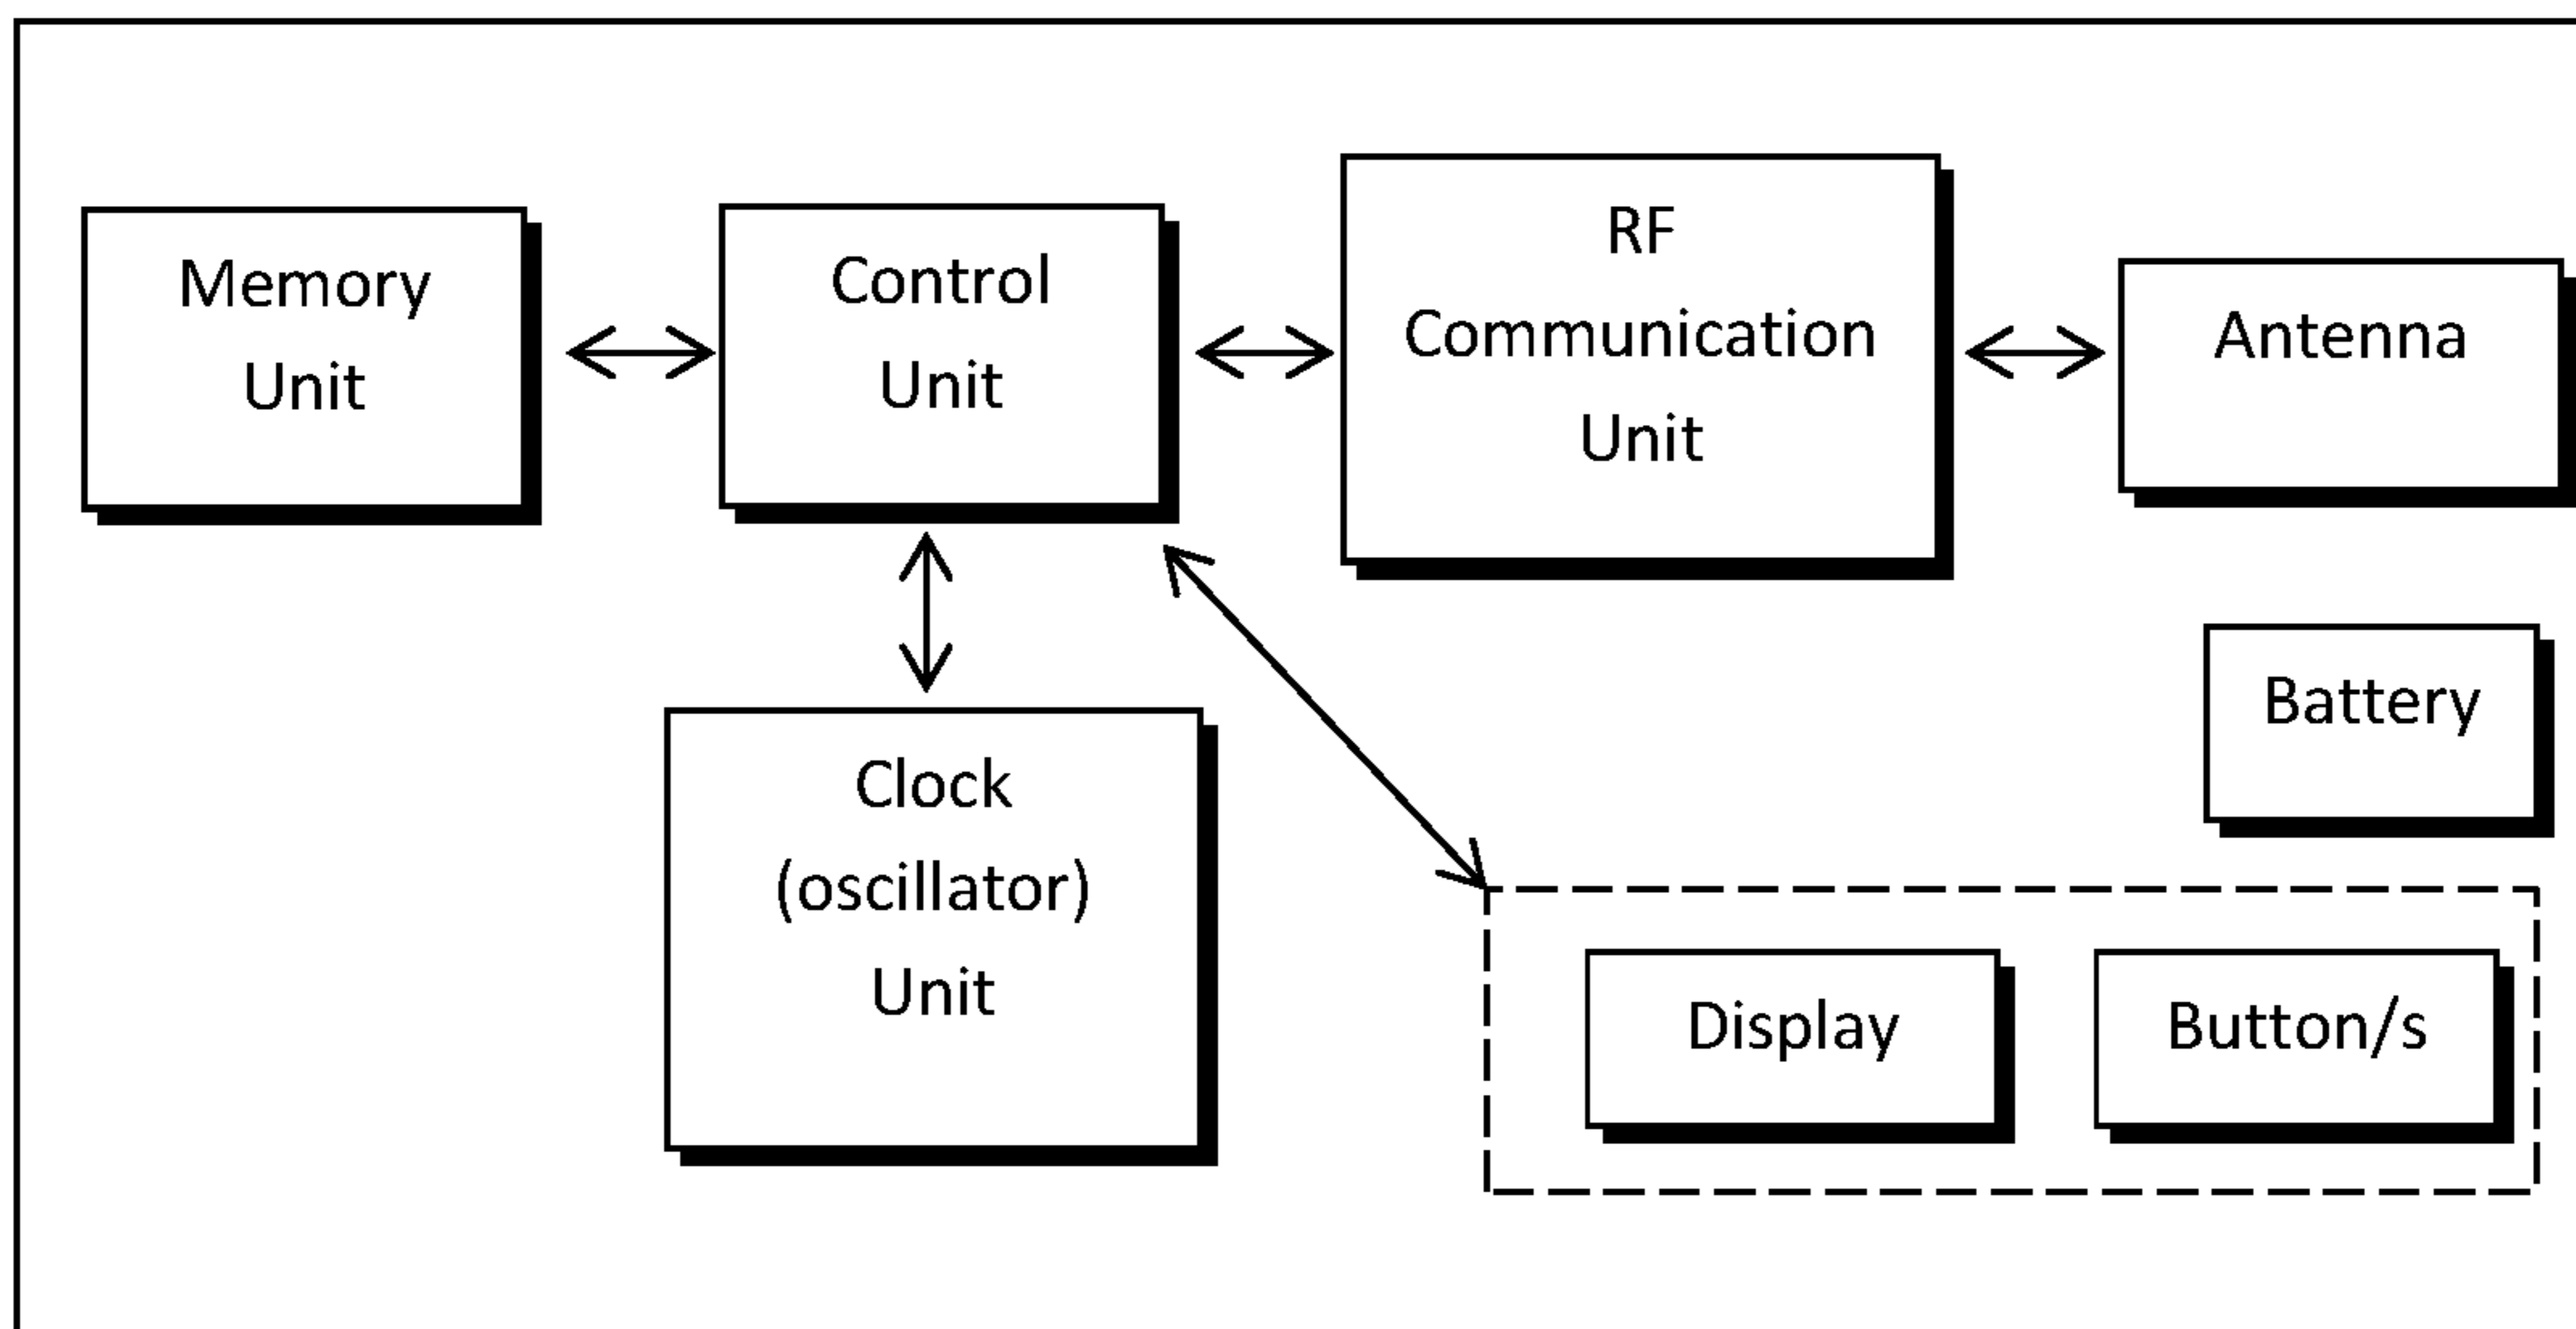 Memory
Unit
Control
Unit
RF
Communication
Unit
Antenna
Battery
Clock
(oscillator)
Unit
Display
Button/s